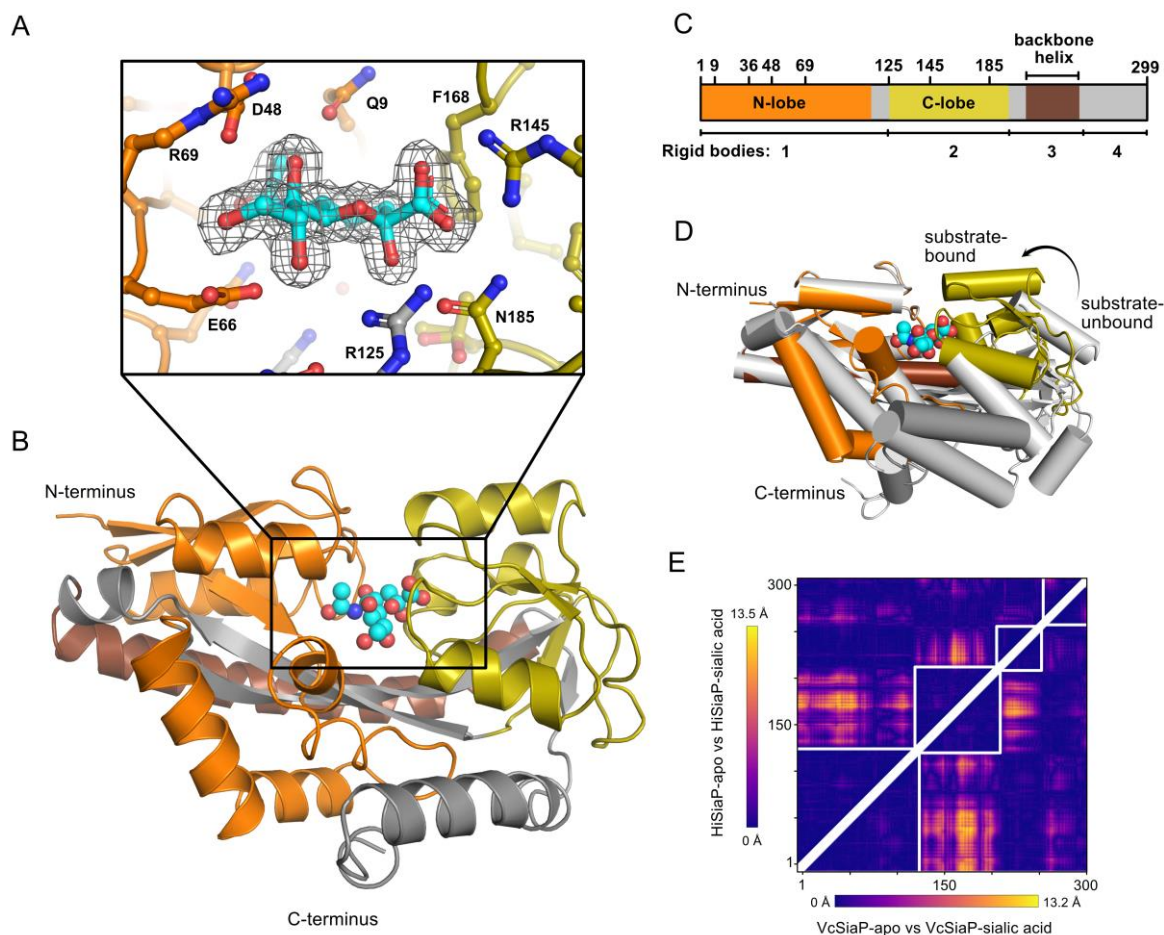 A
D48
Q9
F168
R145
R69
E66
R125
N185
B
N-terminus
C-terminus
C
backbone
helix
1 9 36 48 69 125 145 185 299
N-lobe C-lobe
Rigid bodies: 1 2 3 4
D
substrate-
bound
N-terminus
substrate-
unbound
C-terminus
E
HiSiaP-apo vs HiSiaP-sialic acid
13.5 Å
0 Å
300
150
1
1 150 300
0 Å 13.2 Å
VcSiaP-apo vs VcSiaP-sialic acid